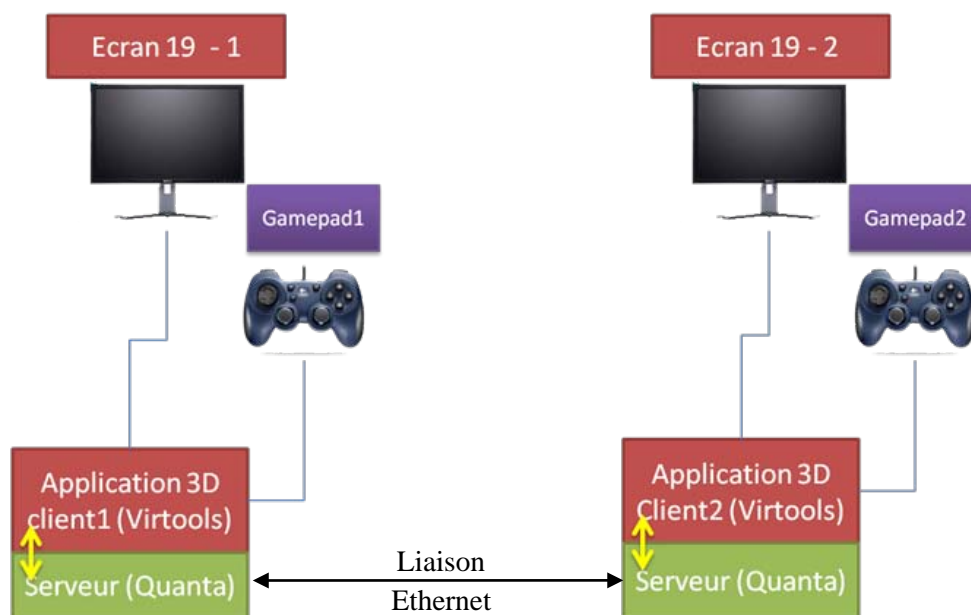 Ecran 19 - 1
Ecran 19 - 2
Gamepad1
Gamepad2
Application 3D
client1 (Virtools)
Serveur (Quanta)
Liaison
Ethernet
Application 3D
Client2 (Virtools)
Serveur (Quanta)